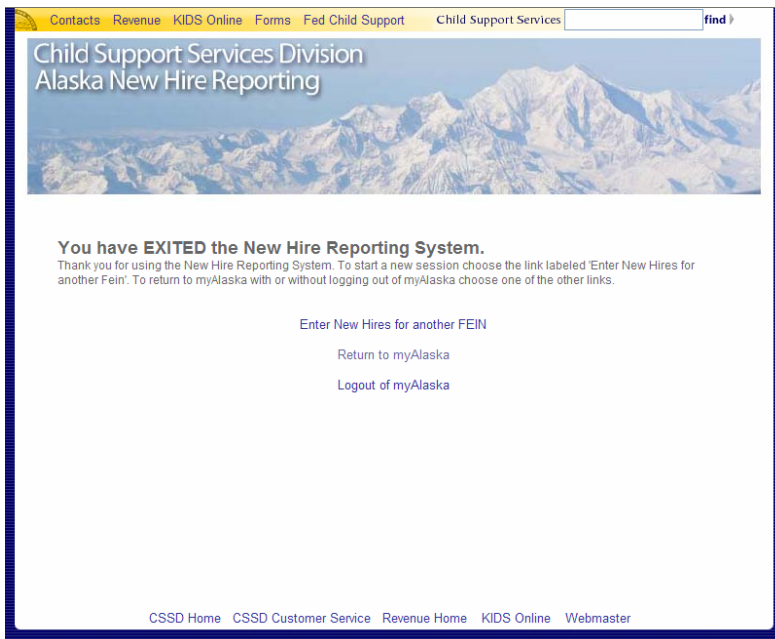 Contacts Revenue KIDS Online Forms Fed Child Support Child Support Services find
Child Support Services Division
Alaska New Hire Reporting
You have EXITED the New Hire Reporting System.
Thank you for using the New Hire Reporting System. To start a new session choose the link labeled 'Enter New Hires for
another Fein'. To return to myAlaska with or without logging out of myAlaska choose one of the other links.
Enter New Hires for another FEIN
Return to myAlaska
Logout of myAlaska
CSSD Home CSSD Customer Service Revenue Home KIDS Online Webmaster